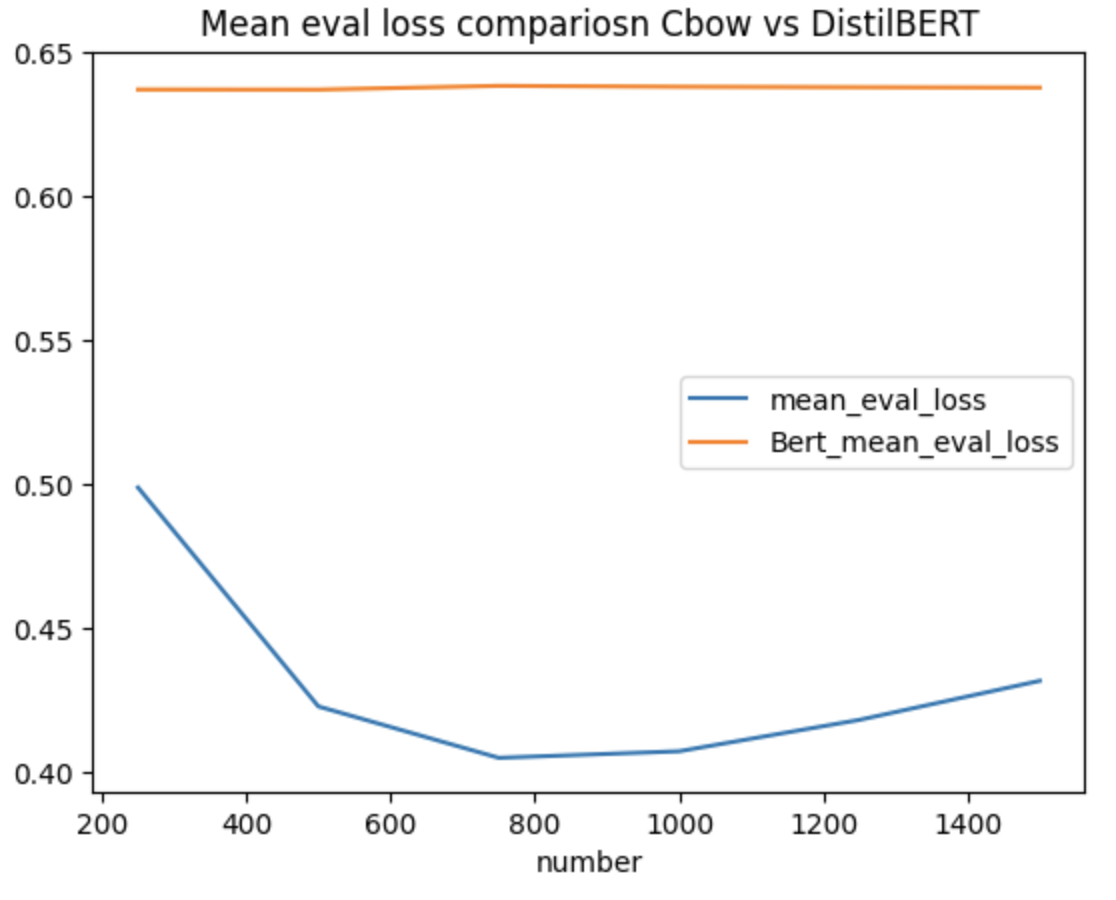 Mean eval loss compariosn Cbow vs DistilBERT
0.65
0.60
0.55
0.50
0.45
0.40
mean_eval_loss
Bert_mean_eval_loss
200 400 600 800 1000 1200 1400
number